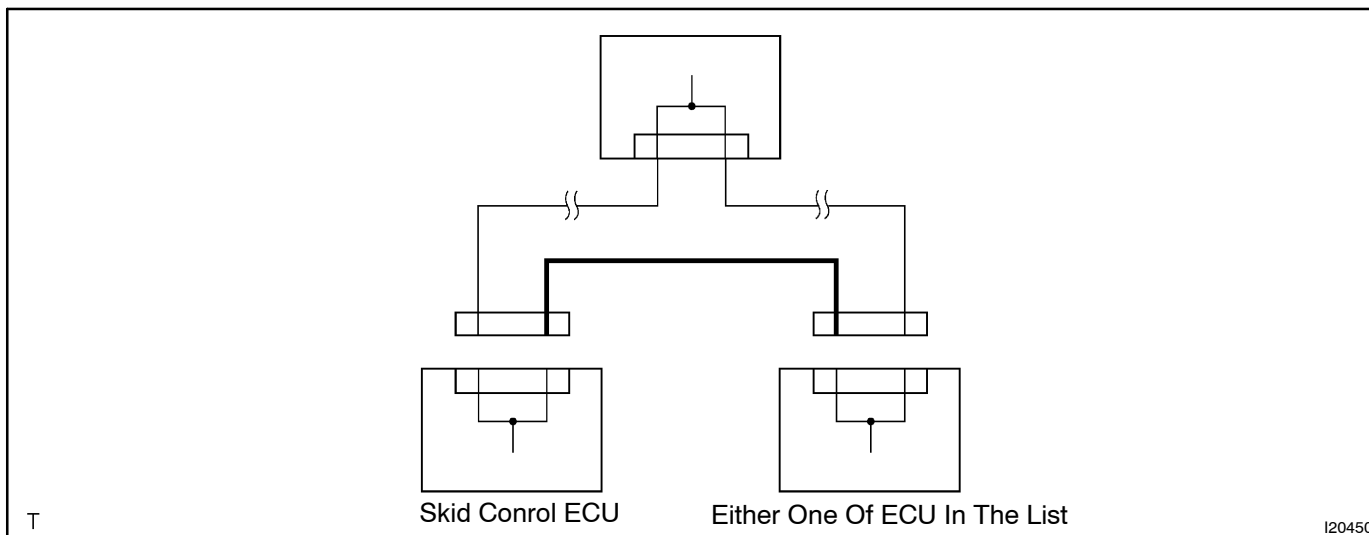 Skid Conrol ECU
Either One Of ECU In The List
T
I20450